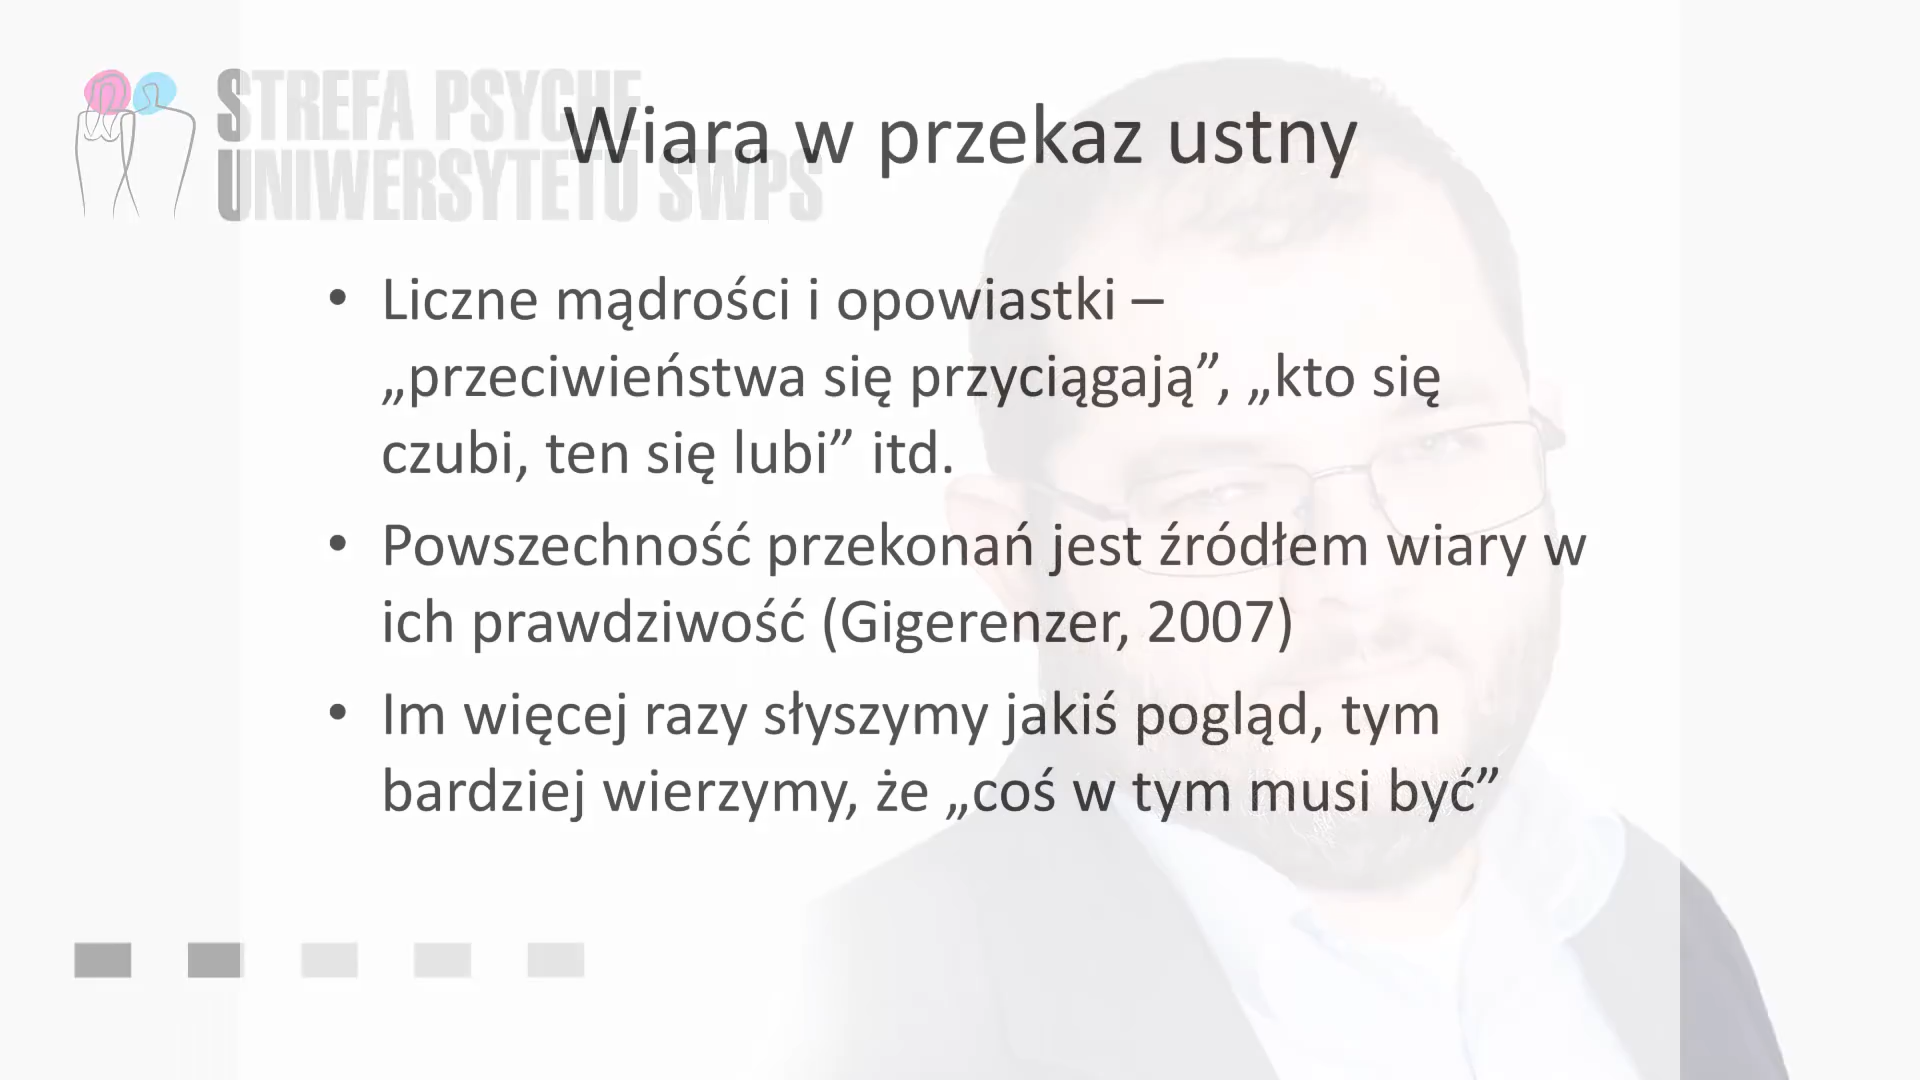 STREFA PSYCHE
UNIWERSYTETU SWPS
Wiara w przekaz ustny
• Liczne mądrości i opowiastki –
„przeciwieństwa się przyciągają”, „kto się
czubi, ten się lubi” itd.
• Powszechność przekonań jest źródłem wiary w
ich prawdziwość (Gigerenzer, 2007)
• Im więcej razy słyszymy jakiś pogląd, tym
bardziej wierzymy, że „coś w tym musi być”